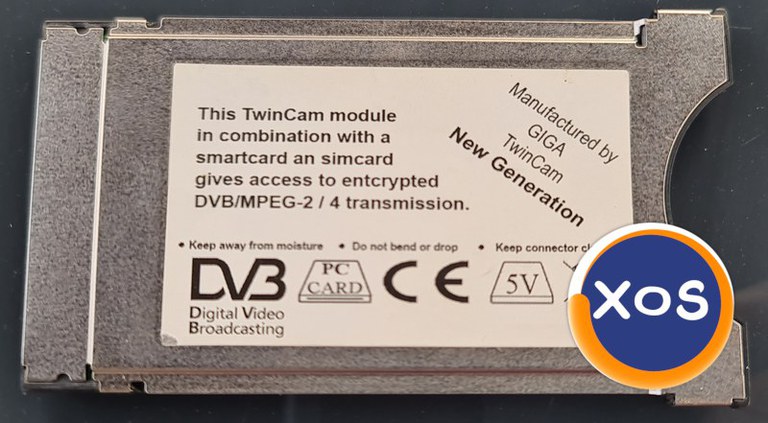 This TwinCam module
in combination with a
smartcard an simcard
gives access to entcrypted
DVB/MPEG-2 / 4 transmission.
Manufactured by
GIGA
TwinCam
New Generation
• Keep away from moisture • Do not bend or drop • Keep connector
DVB
Digital Video
Broadcasting
PC
CARD
CE
5V
XoS